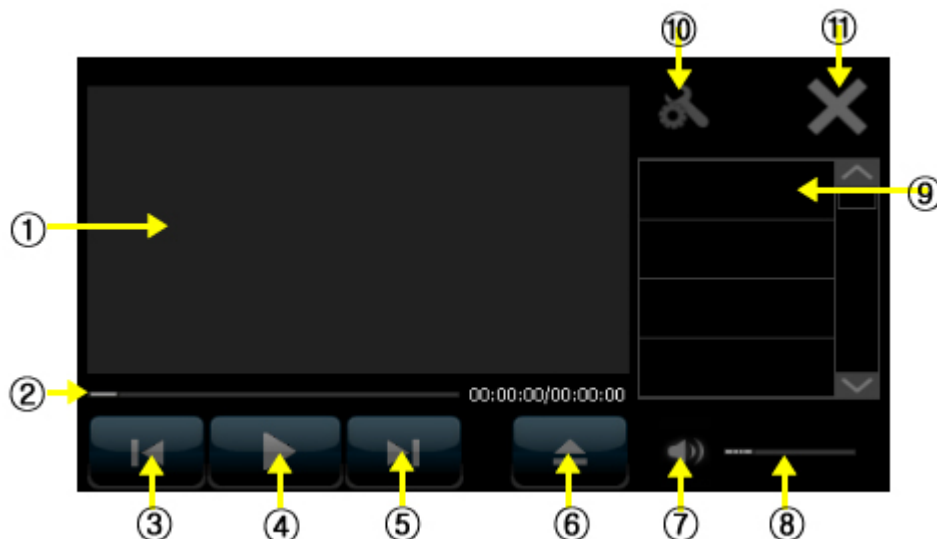 ⑩ ⑪
⑨
①
② 00:00:00/00:00:00
③ ④ ⑤ ⑥ ⑦ ⑧